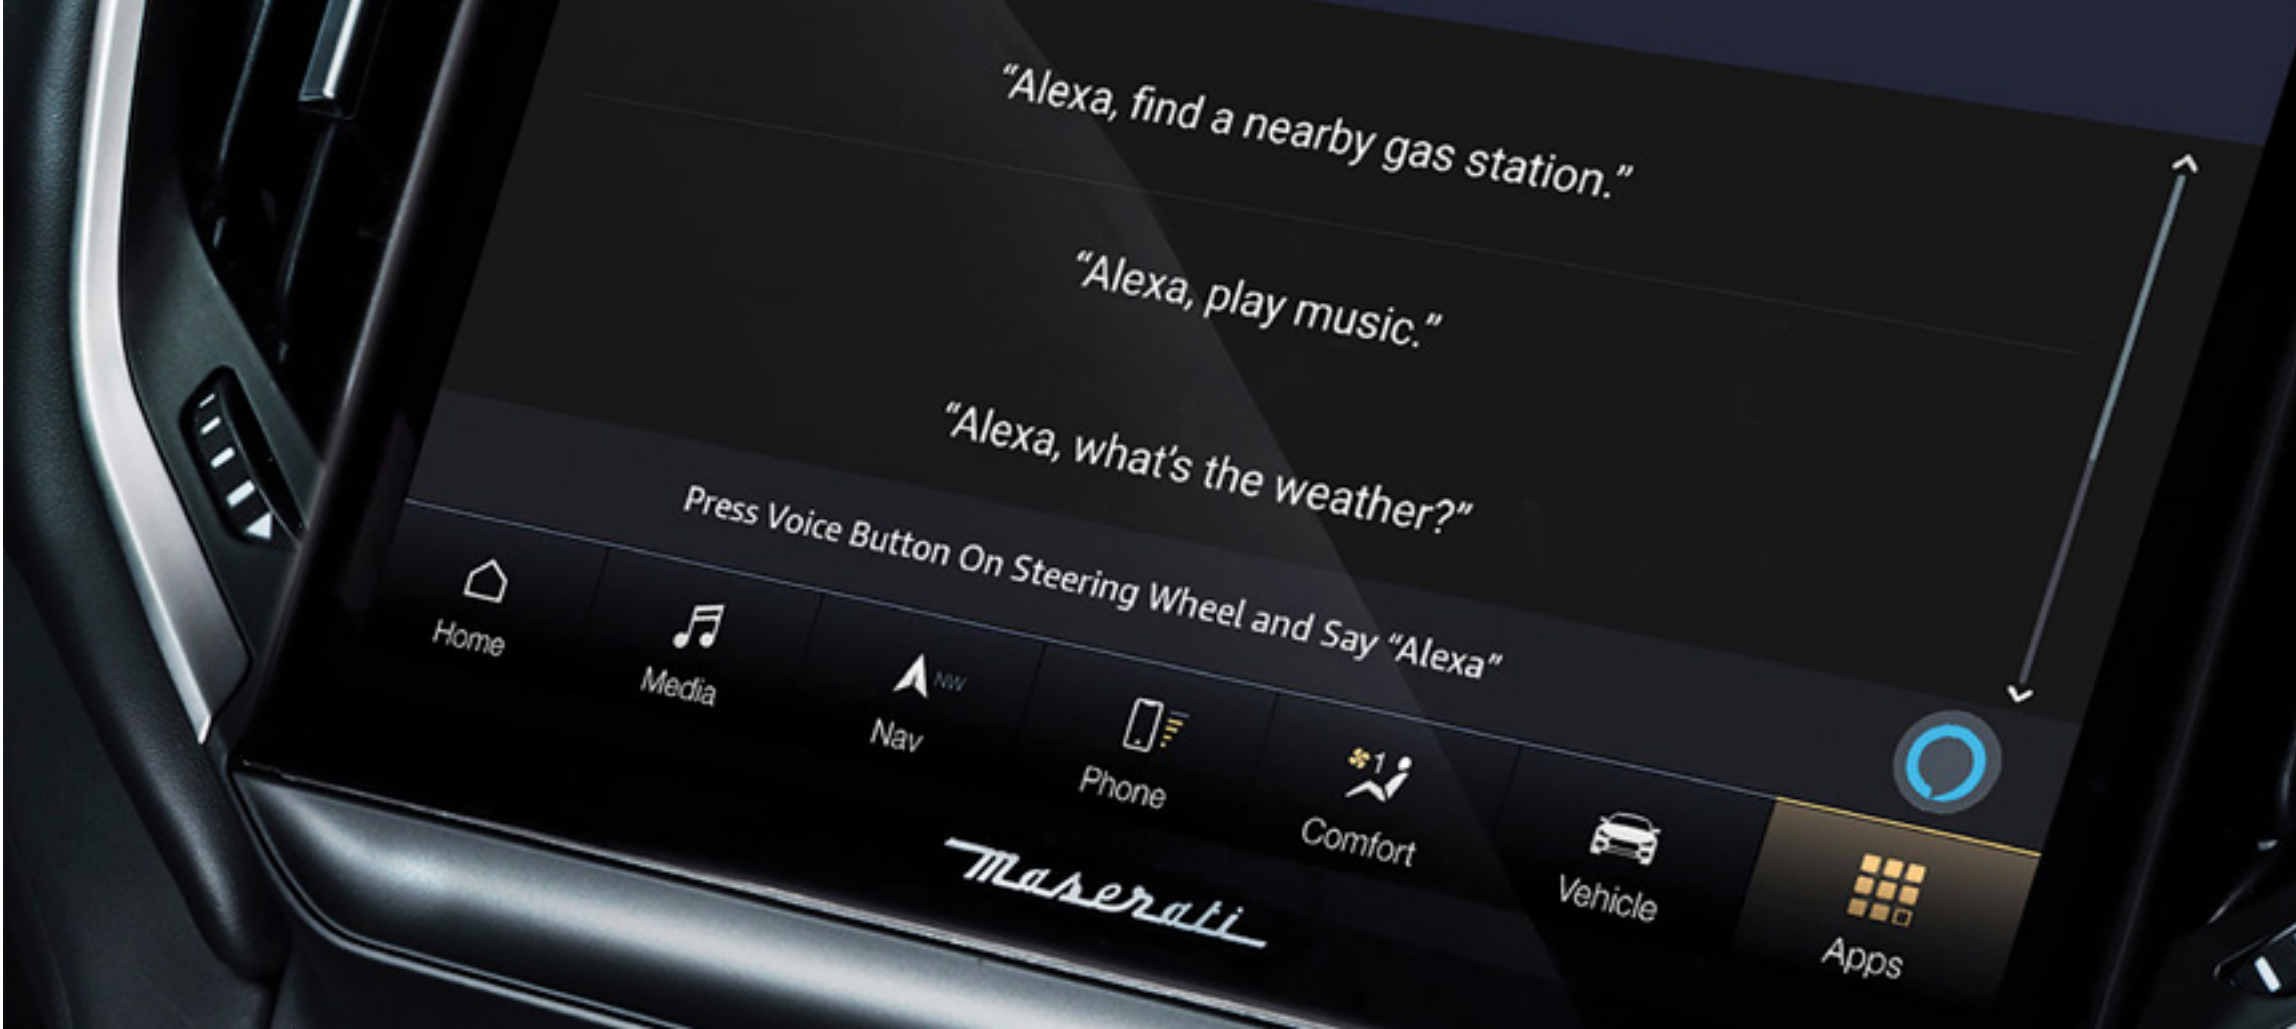 “Alexa, find a nearby gas station.”
“Alexa, play music.”
“Alexa, what's the weather?”
Press Voice Button On Steering Wheel and Say “Alexa”
Home
Media
NW
Nav
Phone
1
Comfort
Vehicle
Apps
Maserati